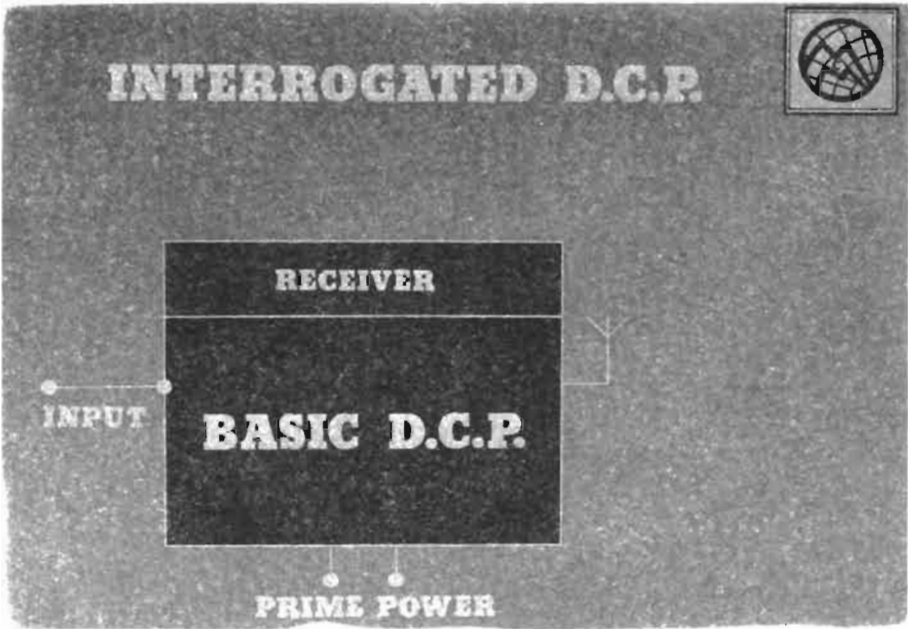 INTERROGATED D.C.P.
RECEIVER
INPUT
BASIC D.C.P.
PRIME POWER